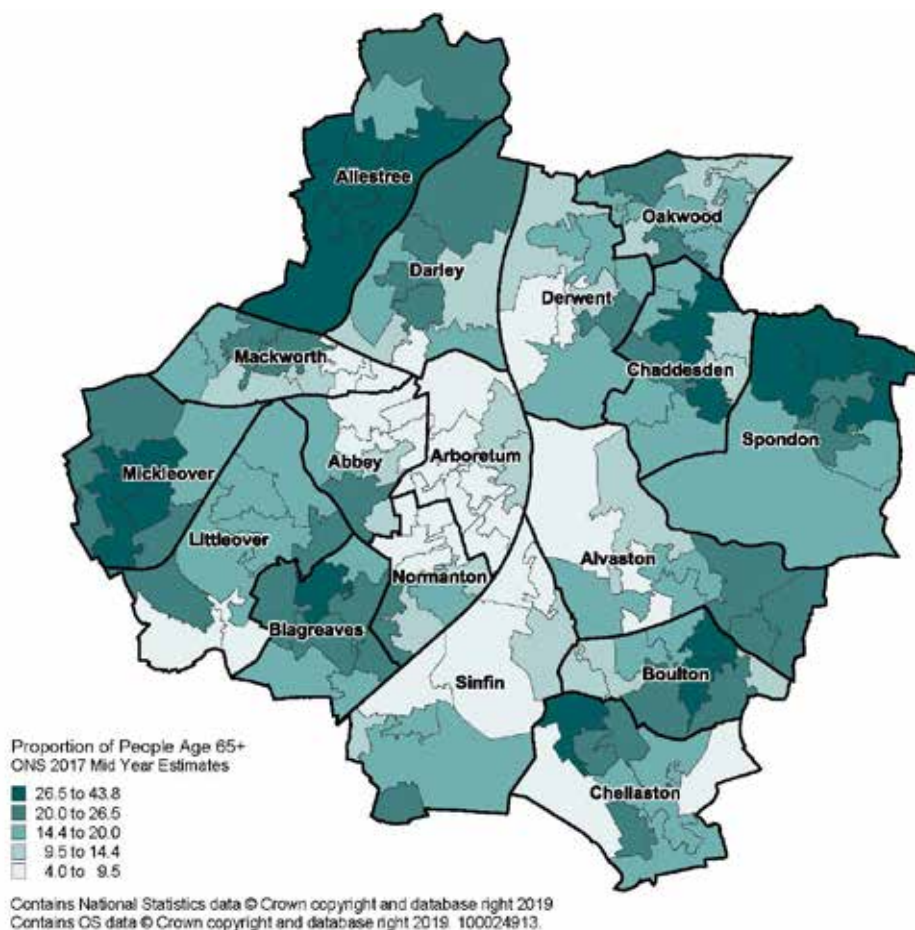 Allestree
Oakwood
Darley
Derwent
Mackworth
Chaddesden
Spondon
Abbey
Arboretum
Mickleover
Littleover
Normanton
Alvaston
Blagreaves
Sinfin
Boulton
Chellaston
Proportion of People Age 65+
ONS 2017 Mid Year Estimates
26.5 to 43.8
20.0 to 26.5
14.4 to 20.0
9.5 to 14.4
4.0 to 9.5
Contains National Statistics data © Crown copyright and database right 2019
Contains OS data © Crown copyright and database right 2019. 100024913.